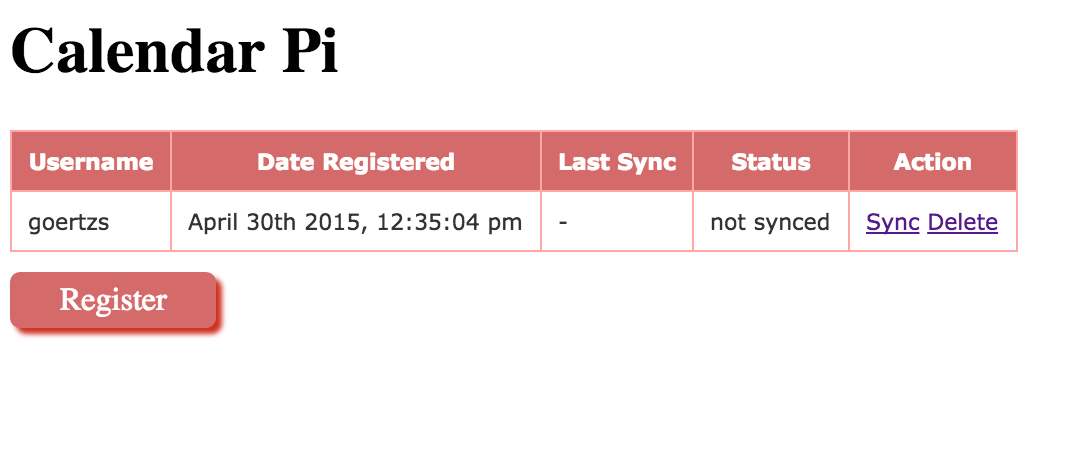 Calendar Pi
Username Date Registered Last Sync Status Action
goertzs April 30th 2015, 12:35:04 pm - not synced Sync Delete
Register